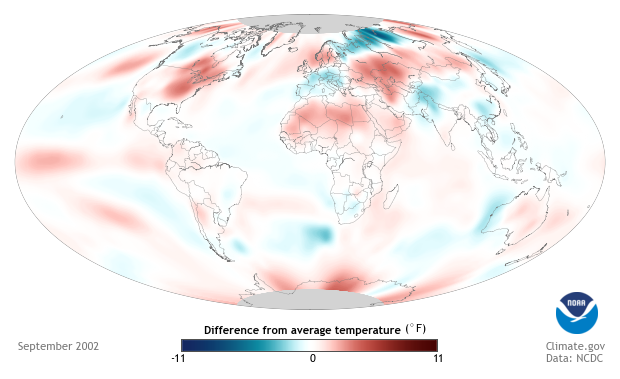 NOAA
Difference from average temperature (°F)
September 2002
-11
0
11
Climate.gov
Data: NCDC